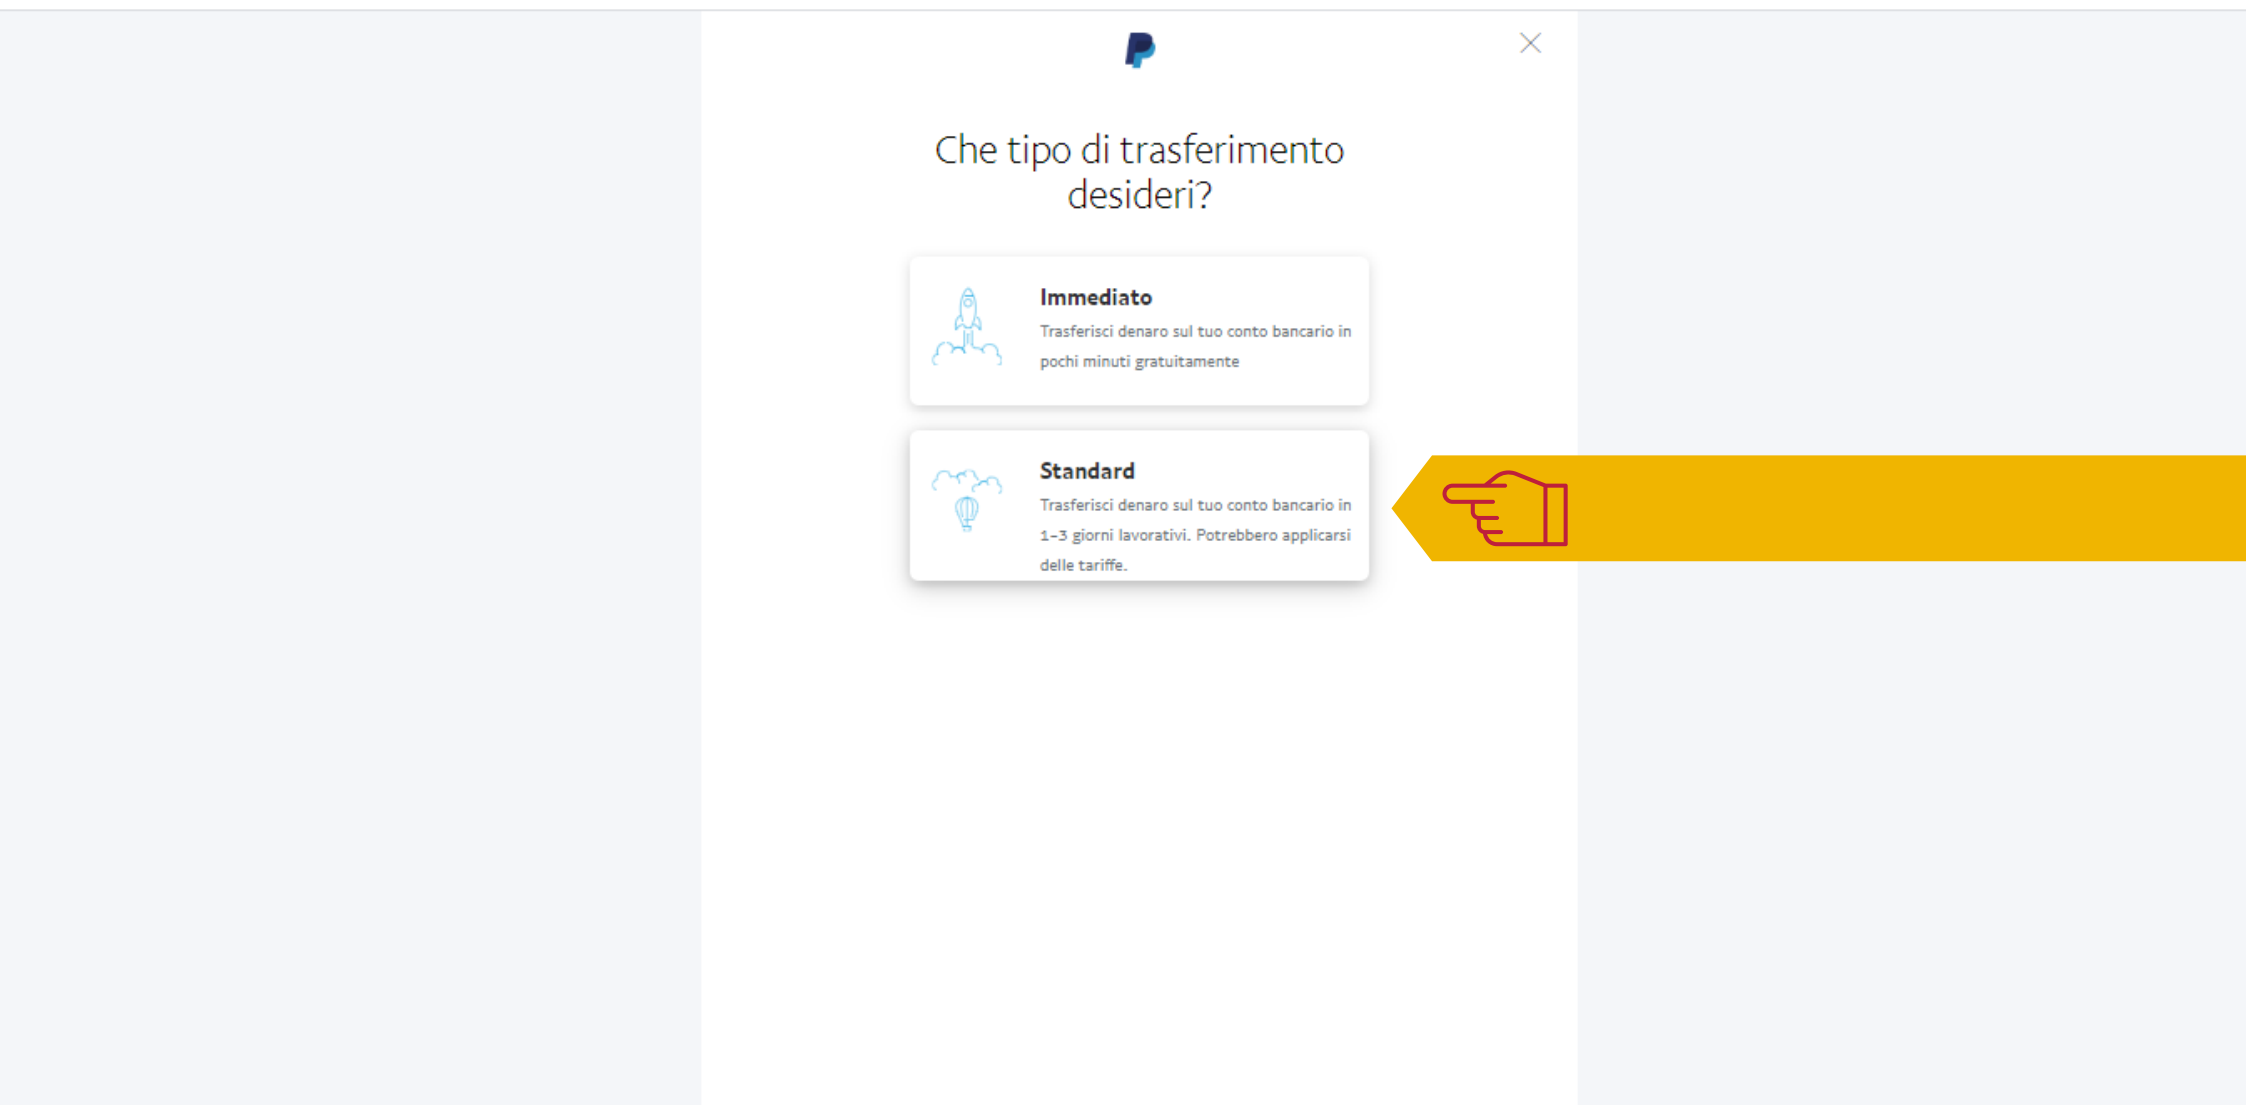 Che tipo di trasferimento
desideri?
Immediato
Trasferisci denaro sul tuo conto bancario in
pochi minuti gratuitamente
Standard
Trasferisci denaro sul tuo conto bancario in
1-3 giorni lavorativi. Potrebbero applicarsi
delle tariffe.